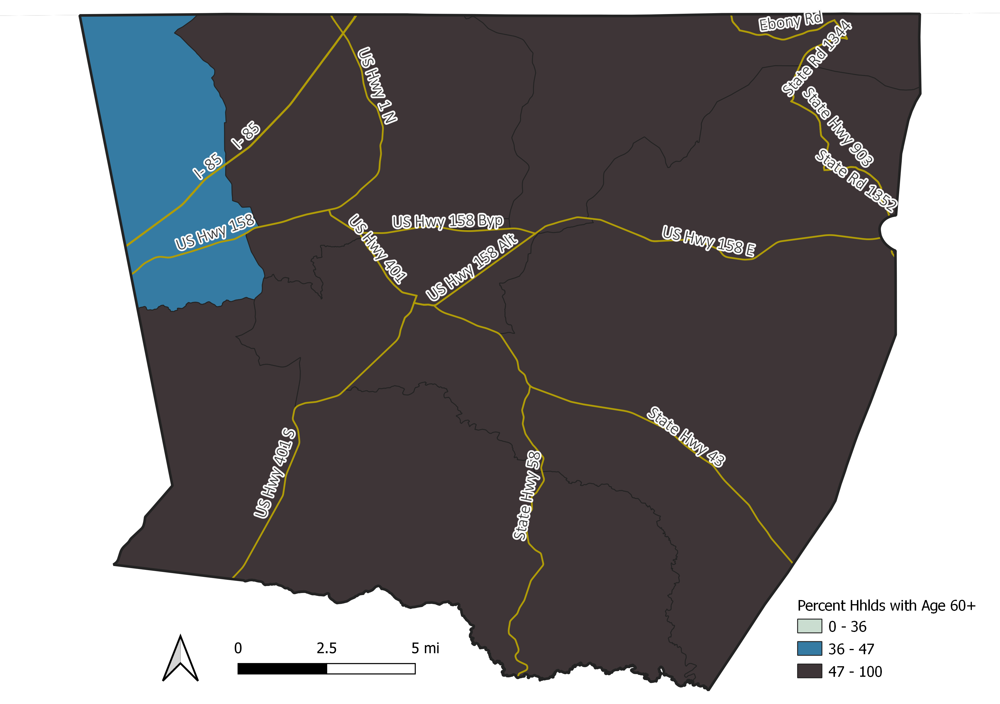 Ebony Rd
State Rd 1344
US Hwy 1 N
State Hwy 903
I- 85
I- 85
State Rd 1352
US Hwy 158
US Hwy 158 Byp
US Hwy 401
US Hwy 158 Alt
US Hwy 158 E
State Hwy 43
US Hwy 401 S
State Hwy 58
Percent Hhlds with Age 60+
0 - 36
36 - 47
47 - 100
0 2.5 5 mi